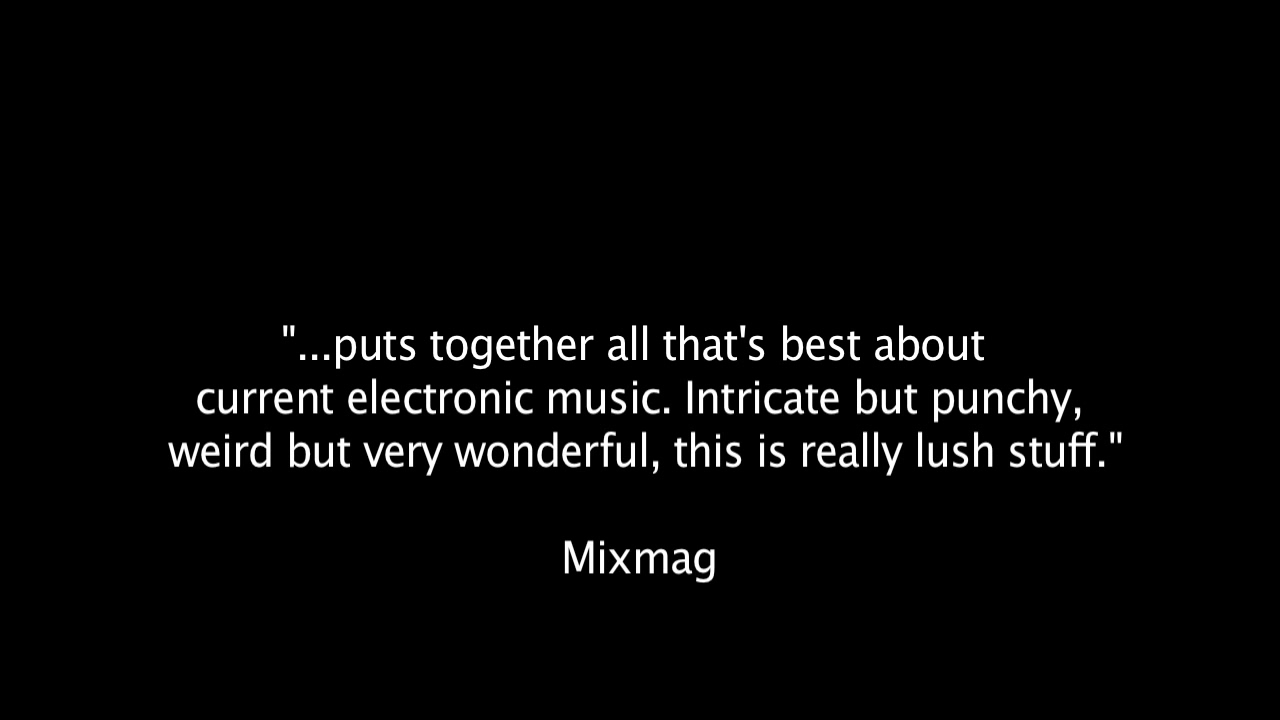 "...puts together all that's best about
current electronic music. Intricate but punchy,
weird but very wonderful, this is really lush stuff."
Mixmag